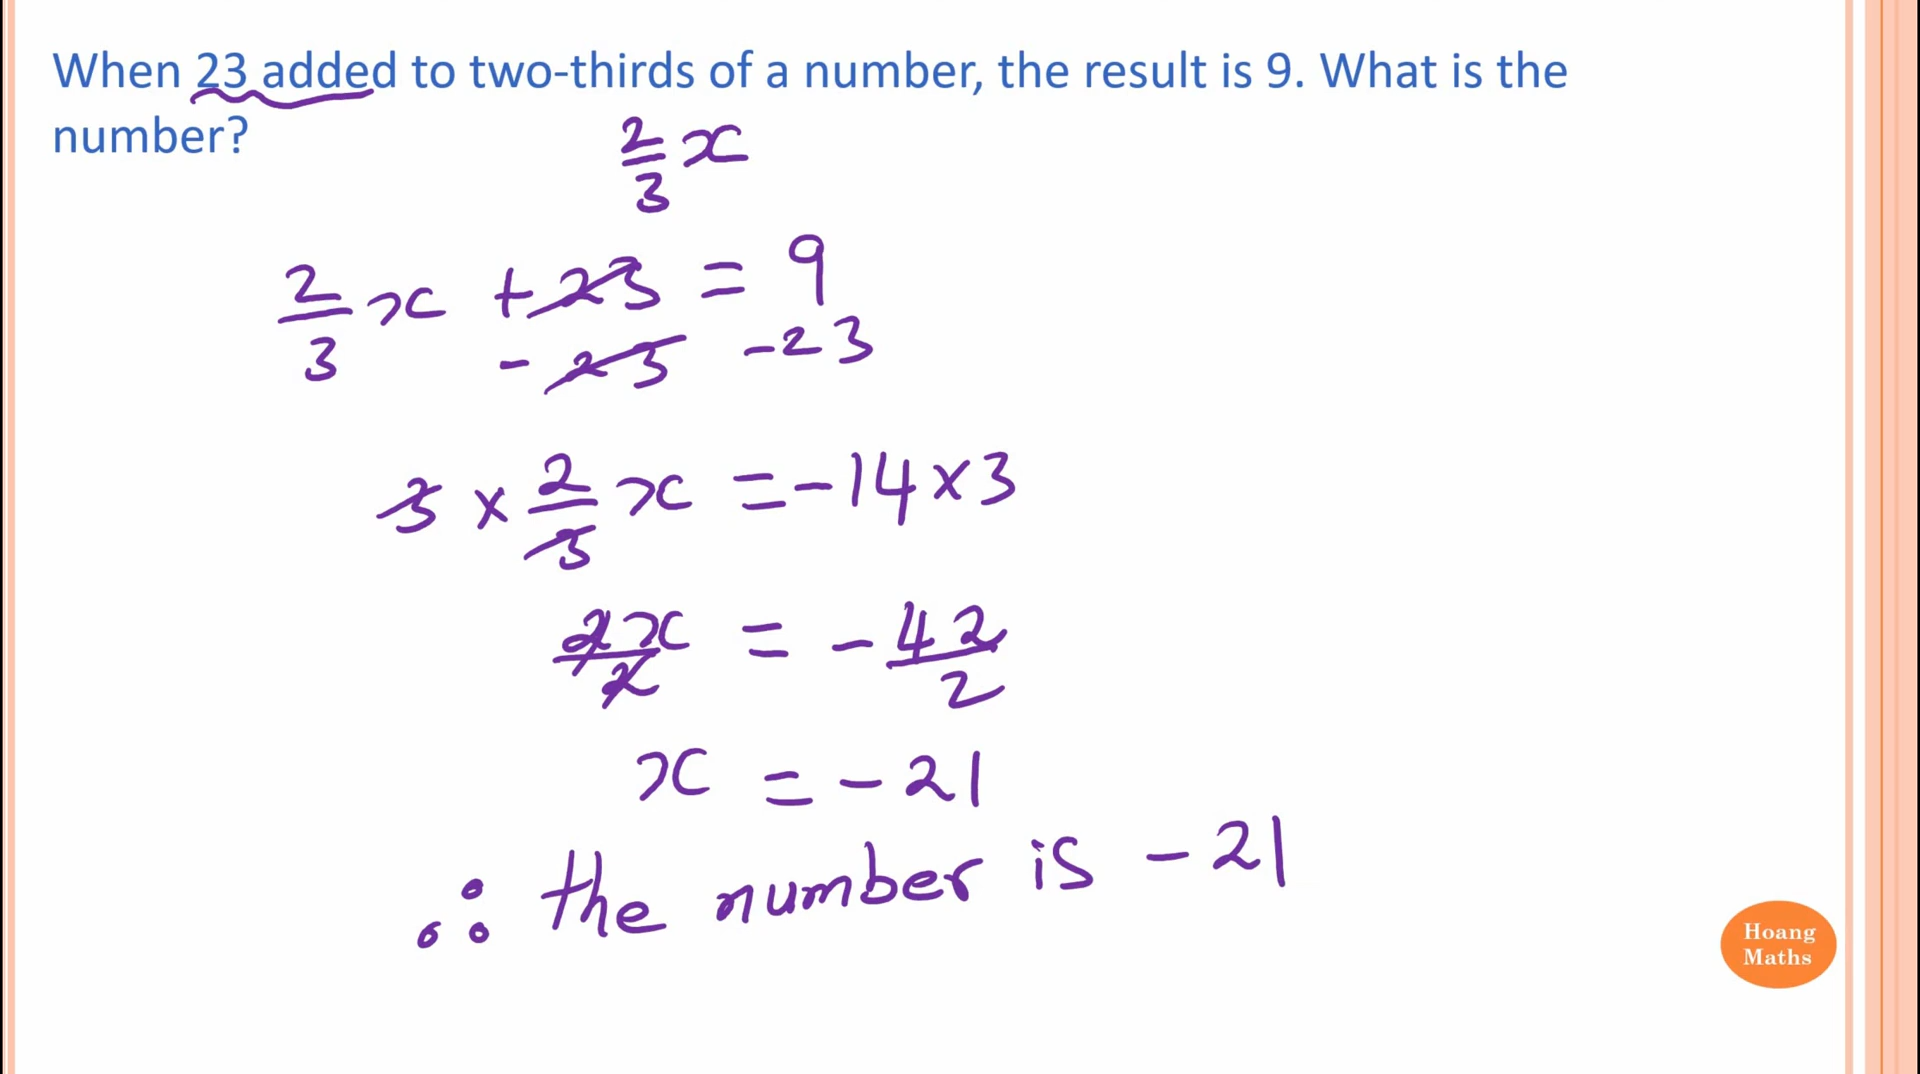 When 23 added to two-thirds of a number, the result is 9. What is the
number?
2/3 x
2/3 x + 23 = 9
- 23 - 23
3 × 2/3 x = -14 × 3
2x/2 = -42/2
x = -21
∴ the number is -21
Hoang
Maths